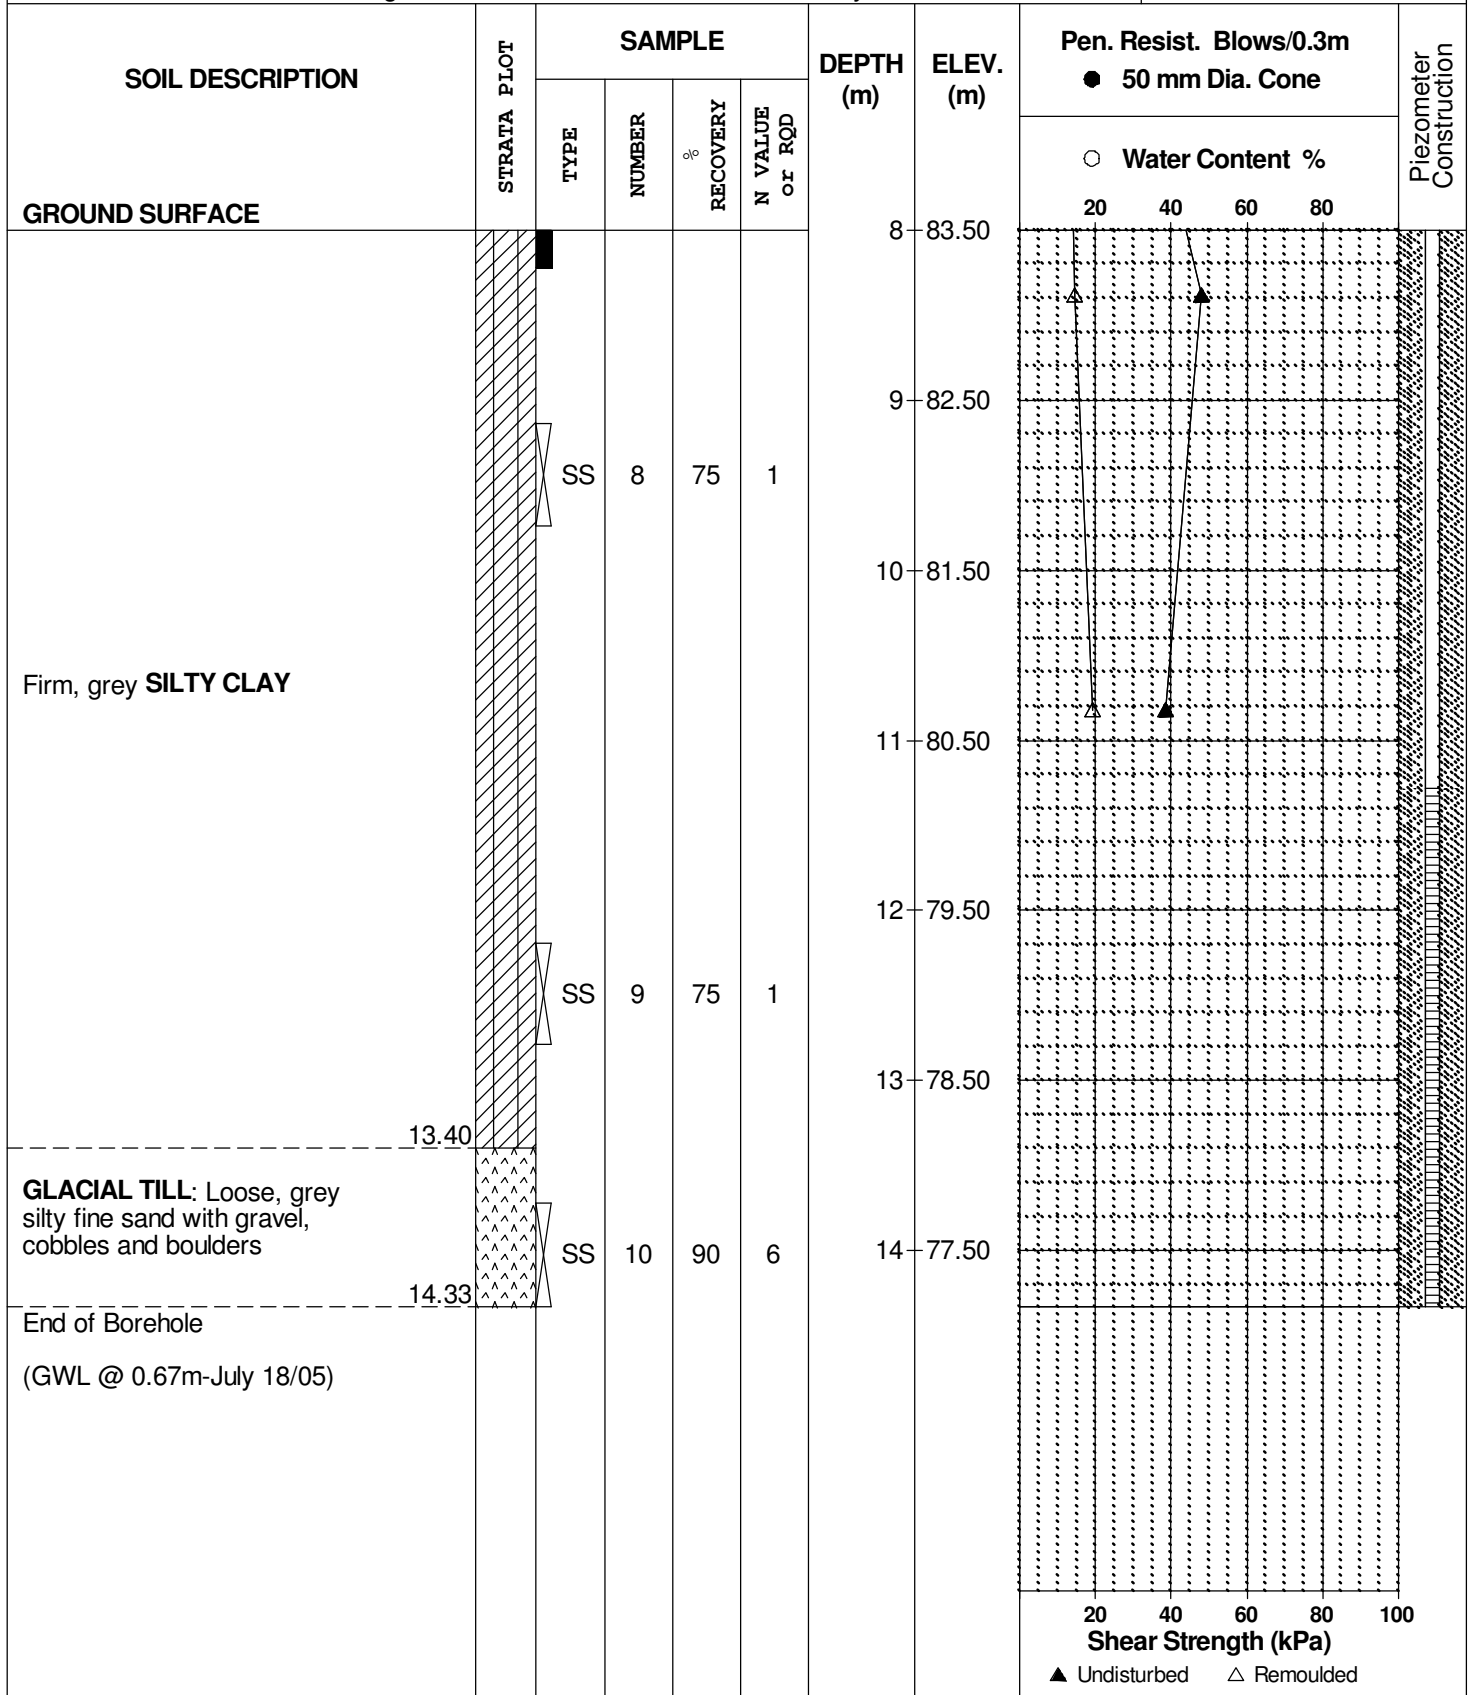 SOIL DESCRIPTION
GROUND SURFACE
STRATA PLOT
SAMPLE
TYPE
NUMBER
%
RECOVERY
N VALUE
or RQD
DEPTH
(m)
ELEV.
(m)
Pen. Resist. Blows/0.3m
● 50 mm Dia. Cone
○ Water Content %
20 40 60 80
Piezometer
Construction
8 83.50
9 82.50
SS 8 75 1
10 81.50
Firm, grey SILTY CLAY
11 80.50
12 79.50
SS 9 75 1
13 78.50
13.40
GLACIAL TILL: Loose, grey
silty fine sand with gravel,
cobbles and boulders
SS 10 90 6
14 77.50
14.33
End of Borehole
(GWL @ 0.67m-July 18/05)
20 40 60 80 100
Shear Strength (kPa)
▲ Undisturbed △ Remoulded